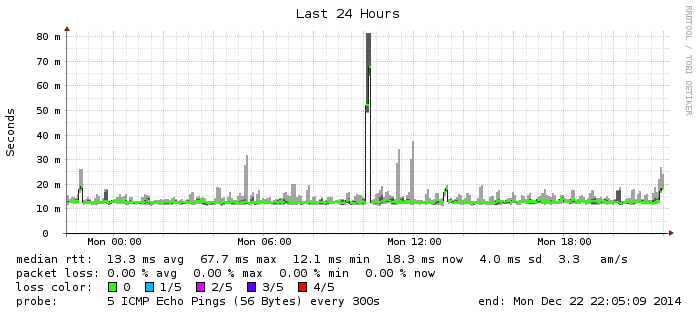 Last 24 Hours
RRDTOOL / TOBI OETIKER
Seconds
80 m
70 m
60 m
50 m
40 m
30 m
20 m
10 m
0
Mon 00:00 Mon 06:00 Mon 12:00 Mon 18:00
median rtt: 13.3 ms avg 67.7 ms max 12.1 ms min 18.3 ms now 4.0 ms sd 3.3 am/s
packet loss: 0.00 % avg 0.00 % max 0.00 % min 0.00 % now
loss color: 0 1/5 2/5 3/5 4/5
probe: 5 ICMP Echo Pings (56 Bytes) every 300s end: Mon Dec 22 22:05:09 2014